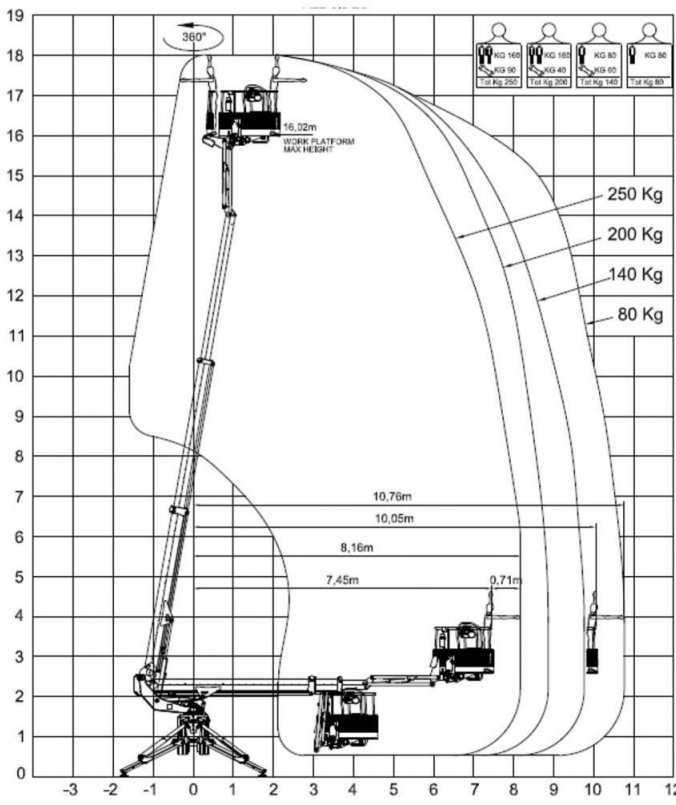 19
18
17
16
15
14
13
12
11
10
9
8
7
6
5
4
3
2
1
0
360°
16,02m
WORK PLATFORM
MAX HEIGHT
KG 160
KG 90
Tot Kg 250
KG 160
KG 40
Tot Kg 200
KG 80
KG 60
Tot Kg 140
KG 80
Tot Kg 80
250 Kg
200 Kg
140 Kg
80 Kg
10,76m
10,05m
8,16m
7,45m 0,71m
-3 -2 -1 0 1 2 3 4 5 6 7 8 9 10 11 12